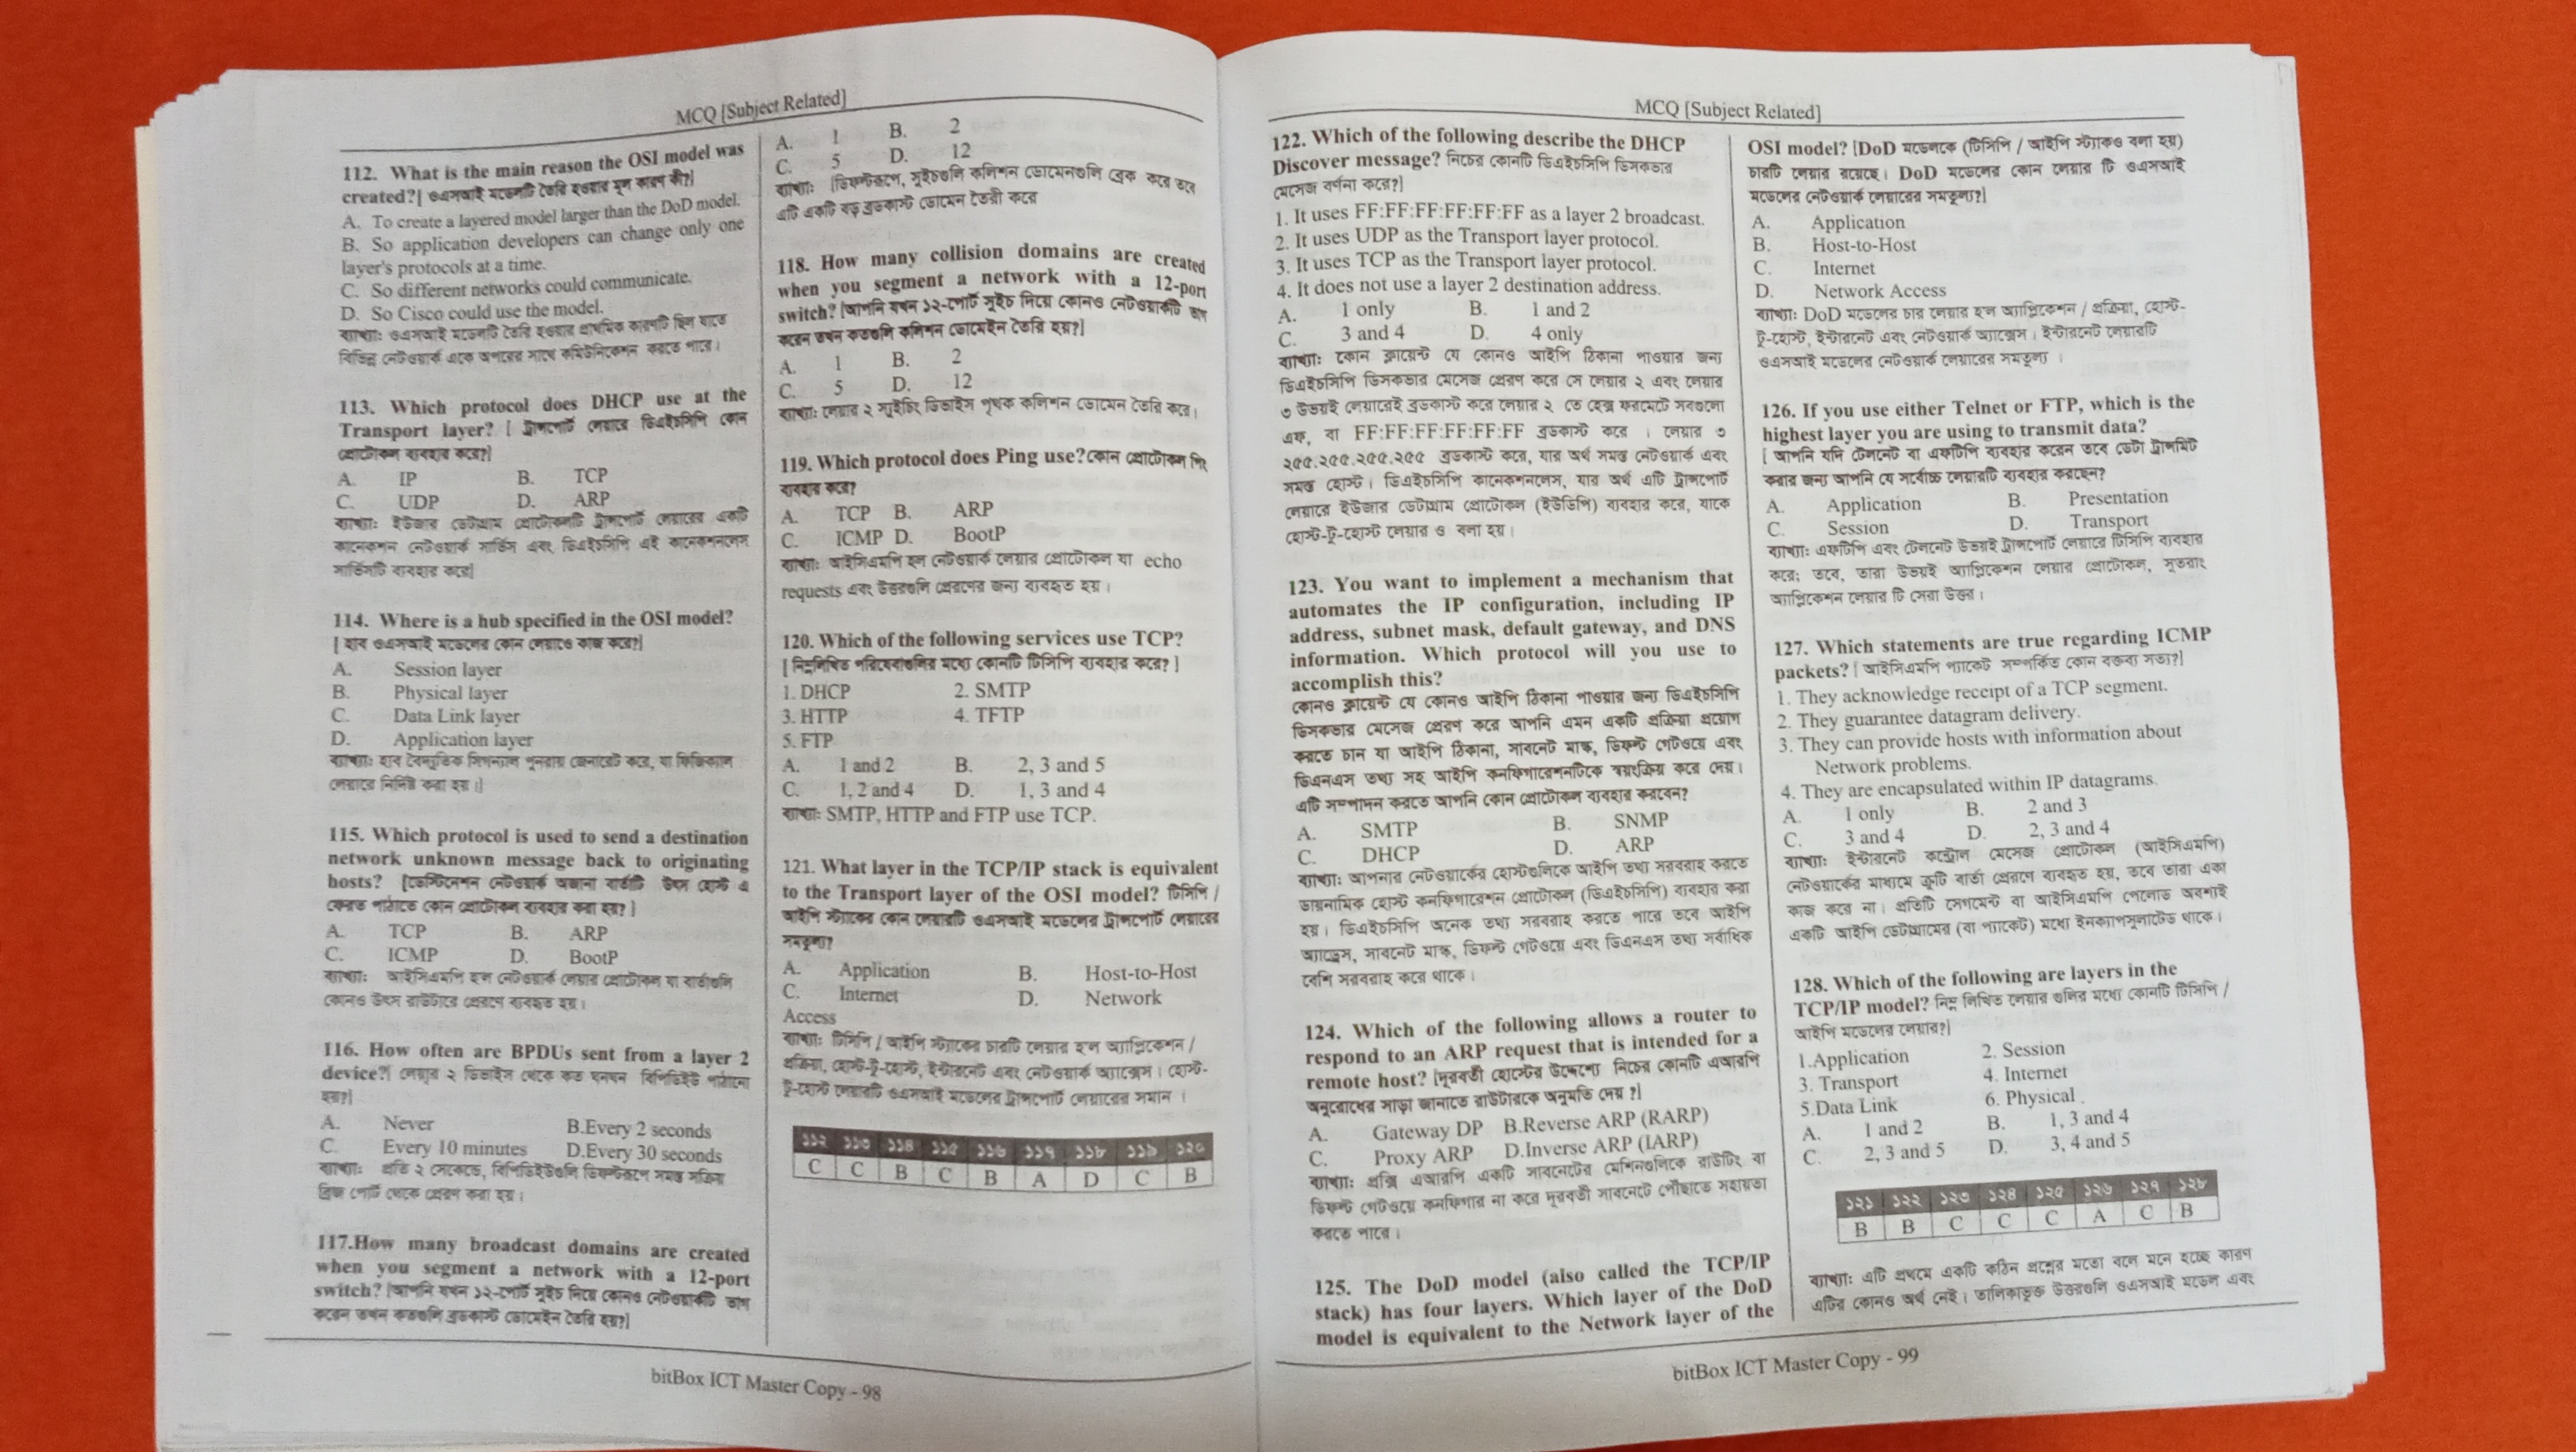 MCQ [Subject Related]
112. What is the main reason the OSI model was
created?[ ওএসআই মডেলটি তৈরি হওয়ার মূল কারণ কী?]
A. To create a layered model larger than the DoD model.
B. So application developers can change only one
layer's protocols at a time.
C. So different networks could communicate.
D. So Cisco could use the model.
ব্যাখ্যা: ওএসআই মডেলটি তৈরি হওয়ার প্রাথমিক কারণটি ছিল যাতে
বিভিন্ন নেটওয়ার্ক একে অপরের সাথে কমিউনিকেশন করতে পারে।
113. Which protocol does DHCP use at the
Transport layer? [ ট্রান্সপোর্ট লেয়ারে ডিএইচসিপি কোন
প্রোটোকল ব্যবহার করে?]
A. IP B. TCP
C. UDP D. ARP
ব্যাখ্যা: ইউজার ডেটাগ্রাম প্রোটোকলটি ট্রান্সপোর্ট লেয়ারের একটি
কানেকশন নেটওয়ার্ক সার্ভিস এবং ডিএইচসিপি এই কানেকশনলেস
সার্ভিসটি ব্যবহার করে]
114. Where is a hub specified in the OSI model?
[ হাব ওএসআই মডেলের কোন লেয়াতে কাজ করে?]
A. Session layer
B. Physical layer
C. Data Link layer
D. Application layer
ব্যাখ্যা: হাব বৈদ্যুতিক সিগন্যাল পুনরায় জেনারেট করে, যা ফিজিক্যাল
লেয়ারে নির্দিষ্ট করা হয় ।]
115. Which protocol is used to send a destination
network unknown message back to originating
hosts? [ডেস্টিনেশন নেটওয়ার্ক অজানা বার্তাটি উৎস হোস্ট এ
ফেরত পাঠাতে কোন প্রোটোকল ব্যবহার করা হয়? ]
A. TCP B. ARP
C. ICMP D. BootP
ব্যাখ্যা: আইসিএমপি হ'ল নেটওয়ার্ক লেয়ার প্রোটোকল যা বার্তাগুলি
কোনও উৎস রাউটারে প্রেরণে ব্যবহৃত হয়।
116. How often are BPDUs sent from a layer 2
device?[ লেয়ার ২ ডিভাইস থেকে কত ঘনঘন বিপিডিইউ পাঠানো
হয়?]
A. Never B.Every 2 seconds
C. Every 10 minutes D.Every 30 seconds
ব্যাখ্যা: প্রতি ২ সেকেন্ডে, বিপিডিইউগুলি ডিফল্টরূপে সমস্ত সক্রিয়
ব্রিজ পোর্ট থেকে প্রেরণ করা হয়।
117.How many broadcast domains are created
when you segment a network with a 12-port
switch? [আপনি যখন ১২-পোর্ট সুইচ দিয়ে কোনও নেটওয়ার্কটি ভাগ
করেন তখন কতগুলি ব্রডকাস্ট ডোমেইন তৈরি হয়?]
A. 1 B. 2
C. 5 D. 12
ব্যাখ্যা: [ডিফল্টরূপে, সুইচগুলি কলিশন ডোমেনগুলি ব্রেক করে তবে
এটি একটি বড় ব্রডকাস্ট ডোমেন তৈরী করে
118. How many collision domains are created
when you segment a network with a 12-port
switch? [আপনি যখন ১২-পোর্ট সুইচ দিয়ে কোনও নেটওয়ার্কটি ভাগ
করেন তখন কতগুলি কলিশন ডোমেইন তৈরি হয়?]
A. 1 B. 2
C. 5 D. 12
ব্যাখ্যা: লেয়ার ২ স্যুইচিং ডিভাইস পৃথক কলিশন ডোমেন তৈরি করে।
119. Which protocol does Ping use?কোন প্রোটোকল পিং
ব্যবহার করে?
A. TCP B. ARP
C. ICMP D. BootP
ব্যাখ্যা: আইসিএমপি হল নেটওয়ার্ক লেয়ার প্রোটোকল যা echo
requests এবং উত্তরগুলি প্রেরণের জন্য ব্যবহৃত হয়।
120. Which of the following services use TCP?
[ নিম্নলিখিত পরিষেবাগুলির মধ্যে কোনটি টিসিপি ব্যবহার করে? ]
1. DHCP 2. SMTP
3. HTTP 4. TFTP
5. FTP
A. 1 and 2 B. 2, 3 and 5
C. 1, 2 and 4 D. 1, 3 and 4
ব্যাখ্যা: SMTP, HTTP and FTP use TCP.
121. What layer in the TCP/IP stack is equivalent
to the Transport layer of the OSI model? টিসিপি /
আইপি স্ট্যাকের কোন লেয়ারটি ওএসআই মডেলের ট্রান্সপোর্ট লেয়ারের
সমতুল্য?
A. Application B. Host-to-Host
C. Internet D. Network
Access
ব্যাখ্যা: টিসিপি / আইপি স্ট্যাকের চারটি লেয়ার হ'ল অ্যাপ্লিকেশন /
প্রক্রিয়া, হোস্ট-টু-হোস্ট, ইন্টারনেট এবং নেটওয়ার্ক অ্যাক্সেস। হোস্ট-
টু-হোস্ট লেয়ারটি ওএসআই মডেলের ট্রান্সপোর্ট লেয়ারের সমান ।
১১২ ১১৩ ১১৪ ১১৫ ১১৬ ১১৭ ১১৮ ১১৯ ১২০
C C B C B A D C B
bitBox ICT Master Copy - 98
MCQ [Subject Related]
122. Which of the following describe the DHCP
Discover message? নিচের কোনটি ডিএইচসিপি ডিসকভার
মেসেজ বর্ণনা করে?]
1. It uses FF:FF:FF:FF:FF:FF as a layer 2 broadcast.
2. It uses UDP as the Transport layer protocol.
3. It uses TCP as the Transport layer protocol.
4. It does not use a layer 2 destination address.
A. 1 only B. 1 and 2
C. 3 and 4 D. 4 only
ব্যাখ্যা: কোন ক্লায়েন্ট যে কোনও আইপি ঠিকানা পাওয়ার জন্য
ডিএইচসিপি ডিসকভার মেসেজ প্রেরণ করে সে লেয়ার ২ এবং লেয়ার
৩ উভয়ই লেয়ারেই ব্রডকাস্ট করে লেয়ার ২ তে হেক্স ফরমেটে সবগুলো
এফ, বা FF:FF:FF:FF:FF:FF ব্রডকাস্ট করে । লেয়ার ৩
২৫৫.২৫৫.২৫৫.২৫৫ ব্রডকাস্ট করে, যার অর্থ সমস্ত নেটওয়ার্ক এবং
সমস্ত হোস্ট। ডিএইচসিপি কানেকশনলেস, যার অর্থ এটি ট্রান্সপোর্ট
লেয়ারে ইউজার ডেটাগ্রাম প্রোটোকল (ইউডিপি) ব্যবহার করে, যাকে
হোস্ট-টু-হোস্ট লেয়ার ও বলা হয়।
123. You want to implement a mechanism that
automates the IP configuration, including IP
address, subnet mask, default gateway, and DNS
information. Which protocol will you use to
accomplish this?
কোনও ক্লায়েন্ট যে কোনও আইপি ঠিকানা পাওয়ার জন্য ডিএইচসিপি
ডিসকভার মেসেজ প্রেরণ করে আপনি এমন একটি প্রক্রিয়া প্রয়োগ
করতে চান যা আইপি ঠিকানা, সাবনেট মাস্ক, ডিফল্ট গেটওয়ে এবং
ডিএনএস তথ্য সহ আইপি কনফিগারেশনটিকে স্বয়ংক্রিয় করে দেয়।
এটি সম্পাদন করতে আপনি কোন প্রোটোকল ব্যবহার করবেন?
A. SMTP B. SNMP
C. DHCP D. ARP
ব্যাখ্যা: আপনার নেটওয়ার্কের হোস্টগুলিকে আইপি তথ্য সরবরাহ করতে
ডায়নামিক হোস্ট কনফিগারেশন প্রোটোকল (ডিএইচসিপি) ব্যবহার করা
হয়। ডিএইচসিপি অনেক তথ্য সরবরাহ করতে পারে তবে আইপি
অ্যাড্রেস, সাবনেট মাস্ক, ডিফল্ট গেটওয়ে এবং ডিএনএস তথ্য সর্বাধিক
বেশি সরবরাহ করে থাকে।
124. Which of the following allows a router to
respond to an ARP request that is intended for a
remote host? [দূরবর্তী হোস্টের উদ্দেশ্যে নিচের কোনটি এআরপি
অনুরোধের সাড়া জানাতে রাউটারকে অনুমতি দেয় ?]
A. Gateway DP B.Reverse ARP (RARP)
C. Proxy ARP D.Inverse ARP (IARP)
ব্যাখ্যা: প্রক্সি এআরপি একটি সাবনেটের মেশিনগুলিকে রাউটিং বা
ডিফল্ট গেটওয়ে কনফিগার না করে দূরবর্তী সাবনেটে পৌঁছাতে সহায়তা
করতে পারে।
125. The DoD model (also called the TCP/IP
stack) has four layers. Which layer of the DoD
model is equivalent to the Network layer of the
OSI model? [DoD মডেলকে (টিসিপি / আইপি স্ট্যাকও বলা হয়)
চারটি লেয়ার রয়েছে। DoD মডেলের কোন লেয়ার টি ওএসআই
মডেলের নেটওয়ার্ক লেয়ারের সমতুল্য?]
A. Application
B. Host-to-Host
C. Internet
D. Network Access
ব্যাখ্যা: DoD মডেলের চার লেয়ার হ'ল অ্যাপ্লিকেশন / প্রক্রিয়া, হোস্ট-
টু-হোস্ট, ইন্টারনেট এবং নেটওয়ার্ক অ্যাক্সেস। ইন্টারনেট লেয়ারটি
ওএসআই মডেলের নেটওয়ার্ক লেয়ারের সমতুল্য ।
126. If you use either Telnet or FTP, which is the
highest layer you are using to transmit data?
[ আপনি যদি টেলনেট বা এফটিপি ব্যবহার করেন তবে ডেটা ট্রান্সমিট
করার জন্য আপনি যে সর্বোচ্চ লেয়ারটি ব্যবহার করছেন?
A. Application B. Presentation
C. Session D. Transport
ব্যাখ্যা: এফটিপি এবং টেলনেট উভয়ই ট্রান্সপোর্ট লেয়ারে টিসিপি ব্যবহার
করে; তবে, তারা উভয়ই অ্যাপ্লিকেশন লেয়ার প্রোটোকল, সুতরাং
অ্যাপ্লিকেশন লেয়ার টি সেরা উত্তর।
127. Which statements are true regarding ICMP
packets? [ আইসিএমপি প্যাকেট সম্পর্কিত কোন বক্তব্য সত্য?]
1. They acknowledge receipt of a TCP segment.
2. They guarantee datagram delivery.
3. They can provide hosts with information about
Network problems.
4. They are encapsulated within IP datagrams.
A. 1 only B. 2 and 3
C. 3 and 4 D. 2, 3 and 4
ব্যাখ্যা: ইন্টারনেট কন্ট্রোল মেসেজ প্রোটোকল (আইসিএমপি)
নেটওয়ার্কের মাধ্যমে ত্রুটি বার্তা প্রেরণে ব্যবহৃত হয়, তবে তারা একা
কাজ করে না। প্রতিটি সেগমেন্ট বা আইসিএমপি পেলোড অবশ্যই
একটি আইপি ডেটাগ্রামের (বা প্যাকেট) মধ্যে ইনক্যাপসুলাটেড থাকে।
128. Which of the following are layers in the
TCP/IP model? নিম্ন লিখিত লেয়ার গুলির মধ্যে কোনটি টিসিপি /
আইপি মডেলের লেয়ার?]
1.Application 2. Session
3. Transport 4. Internet
5.Data Link 6. Physical
A. 1 and 2 B. 1, 3 and 4
C. 2, 3 and 5 D. 3, 4 and 5
১২১ ১২২ ১২৩ ১২৪ ১২৫ ১২৬ ১২৭ ১২৮
B B C C C A C B
ব্যাখ্যা: এটি প্রথমে একটি কঠিন প্রশ্নের মতো বলে মনে হচ্ছে কারণ
এটির কোনও অর্থ নেই। তালিকাভুক্ত উত্তরগুলি ওএসআই মডেল এবং
bitBox ICT Master Copy - 99